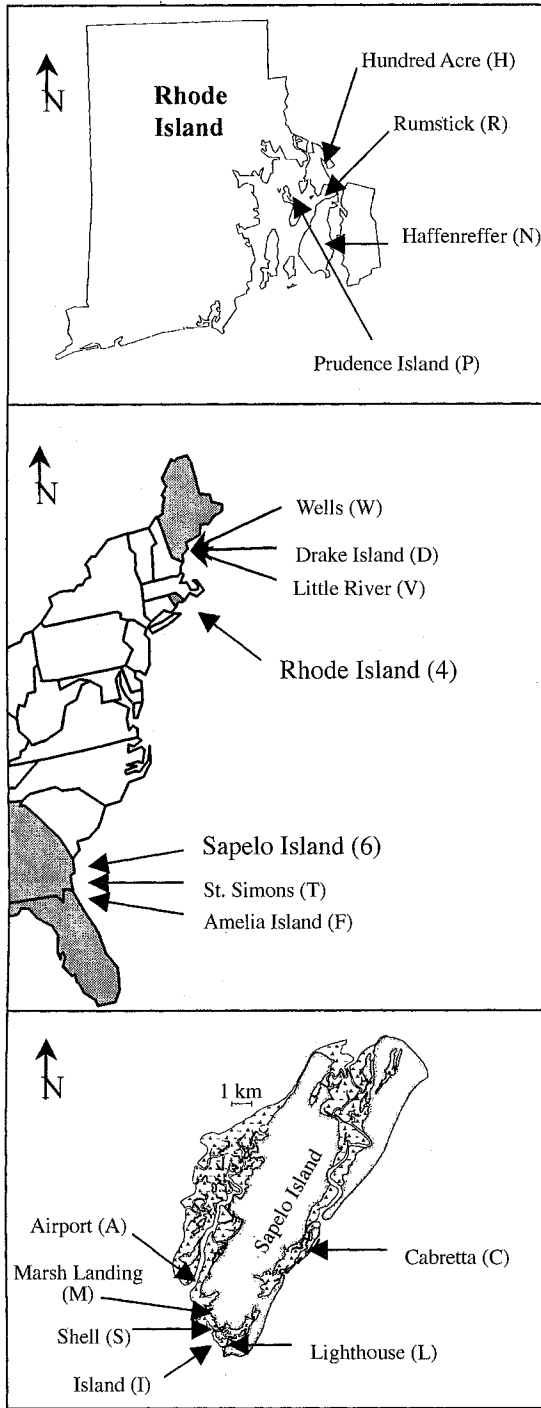 N
Rhode
Island
Hundred Acre (H)
Rumstick (R)
Haffenreffer (N)
Prudence Island (P)
N
Wells (W)
Drake Island (D)
Little River (V)
Rhode Island (4)
Sapelo Island (6)
St. Simons (T)
Amelia Island (F)
N
1 km
Sapelo Island
Airport (A)
Cabretta (C)
Marsh Landing
(M)
Shell (S)
Lighthouse (L)
Island (I)